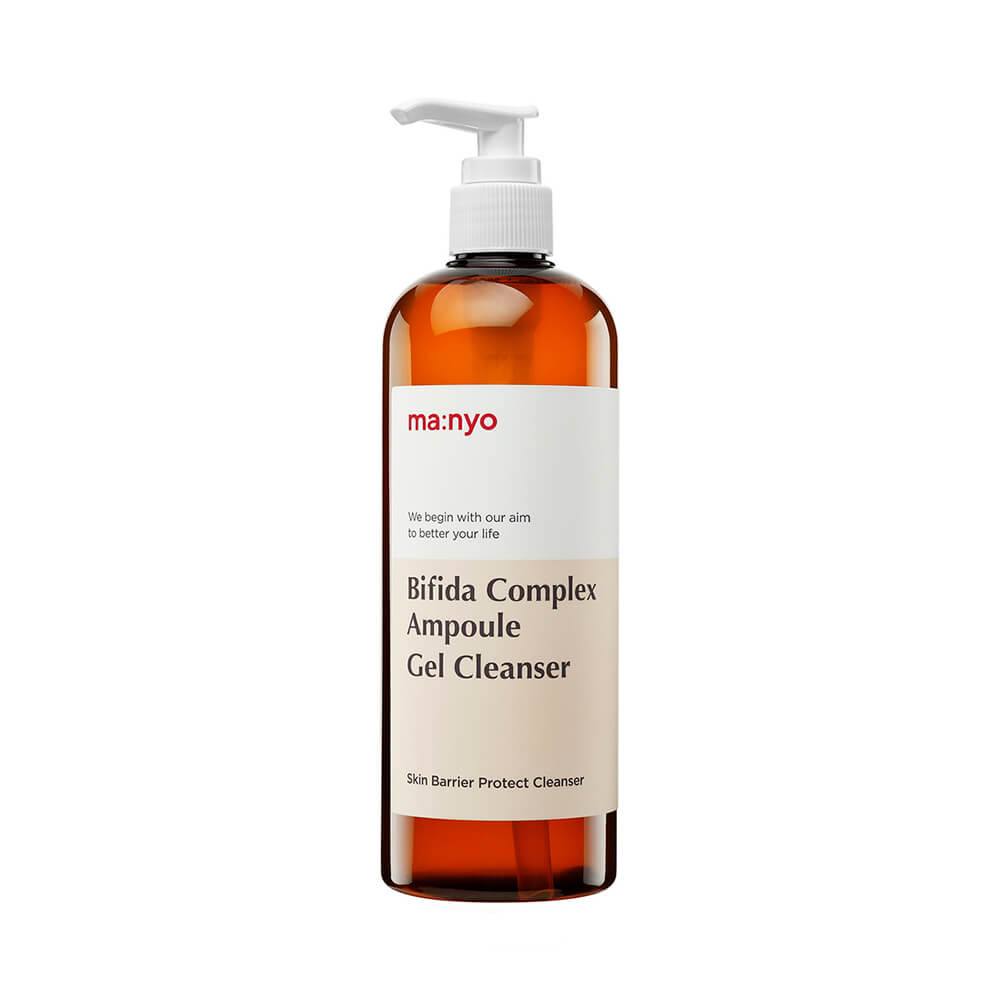 ma:nyo
We begin with our aim
to better your life
Bifida Complex
Ampoule
Gel Cleanser
Skin Barrier Protect Cleanser